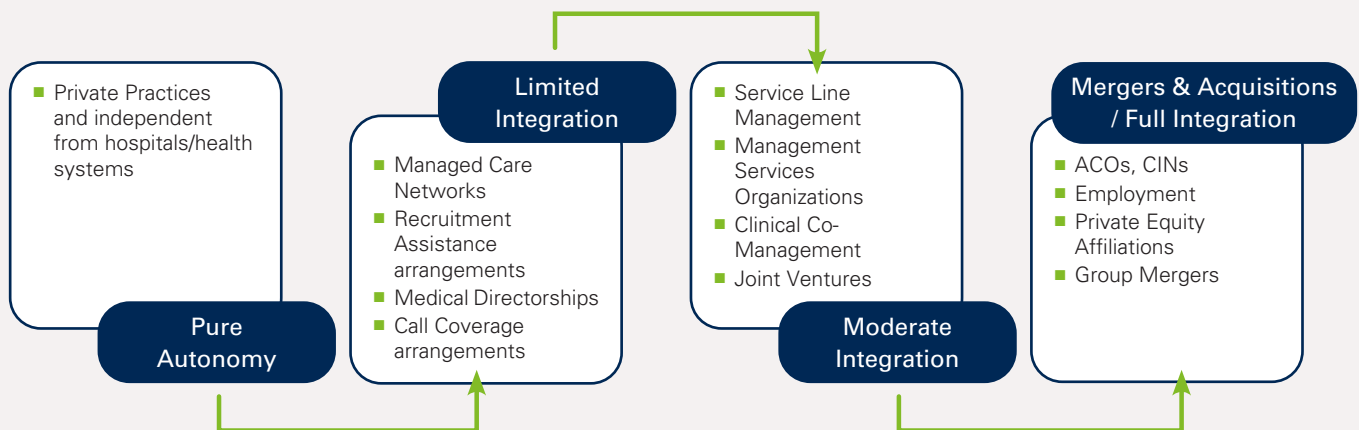 Private Practices
and independent
from hospitals/health
systems
Pure
Autonomy
Limited
Integration
Managed Care
Networks
Recruitment
Assistance
arrangements
Medical Directorships
Call Coverage
arrangements
Service Line
Management
Management
Services
Organizations
Clinical Co-
Management
Joint Ventures
Moderate
Integration
Mergers & Acquisitions
/ Full Integration
ACOs, CINs
Employment
Private Equity
Affiliations
Group Mergers